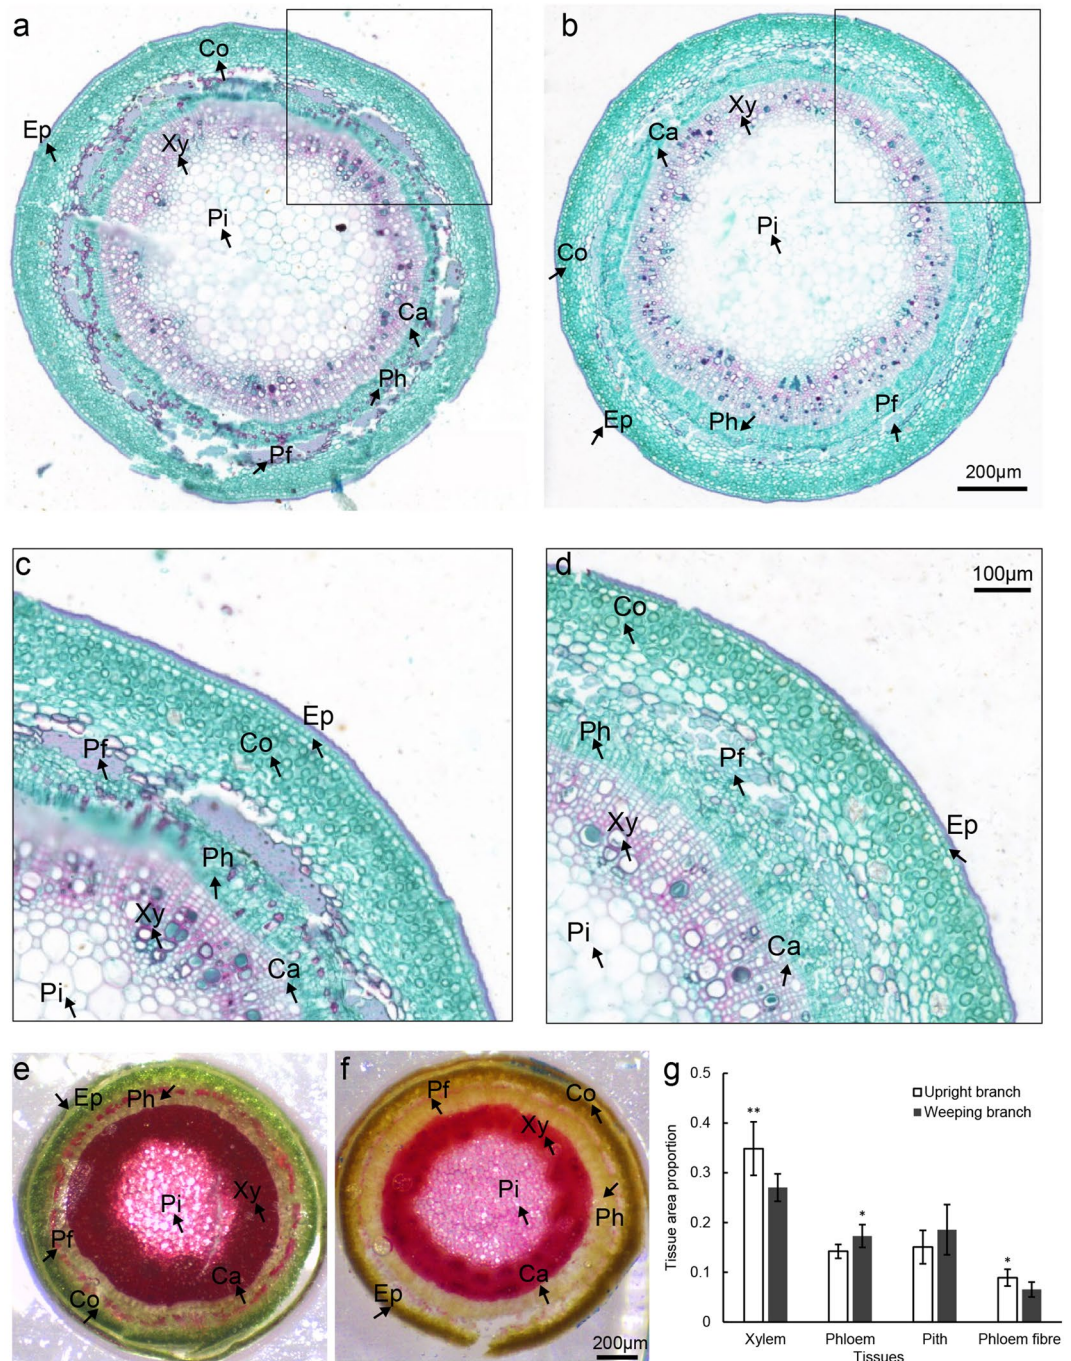 a
Co
Ep
Xy
Pi
Ca
Ph
Pf
b
Xy
Ca
Pi
Co
Ep
Ph
Pf
200µm
c
Ep
Co
Pf
Ph
Xy
Ca
Pi
d
100µm
Co
Ph
Pf
Xy
Ep
Pi
Ca
e
Ep
Ph
Pi
Xy
Pf
Ca
Co
f
Pf
Co
Xy
Pi
Ph
Ca
Ep
200µm
g
Upright branch
Weeping branch
Tissue area proportion
0.5
0.4
0.3
0.2
0.1
0
**
*
*
Xylem Phloem Pith Phloem fibre
Tissues